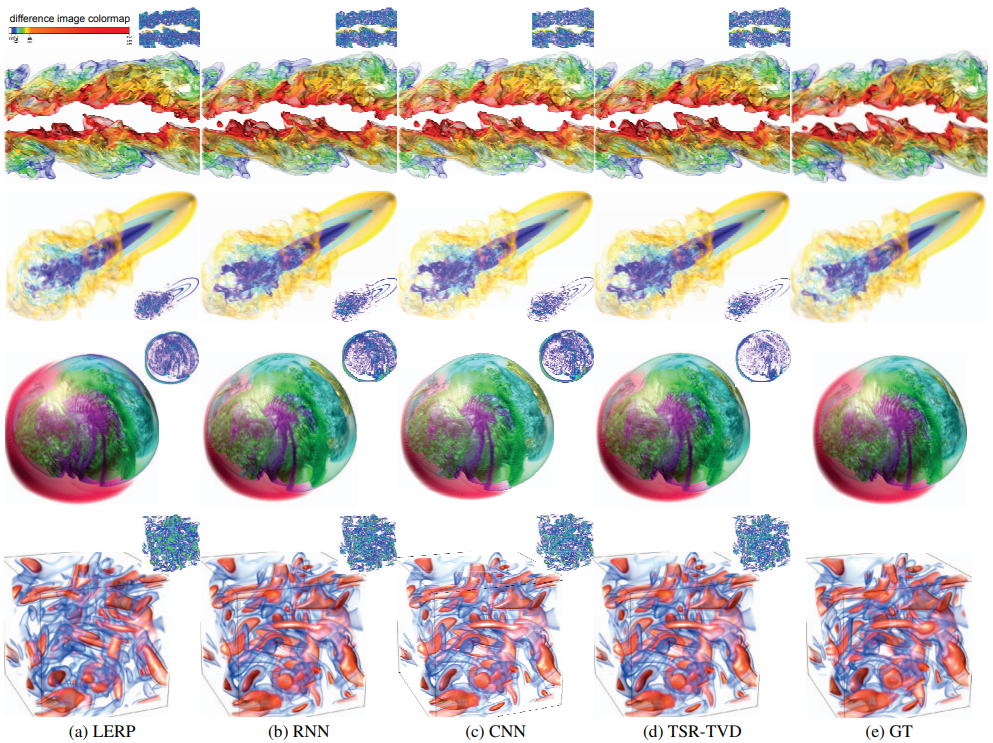 difference image colormap
(a) LERP (b) RNN (c) CNN (d) TSR-TVD (e) GT